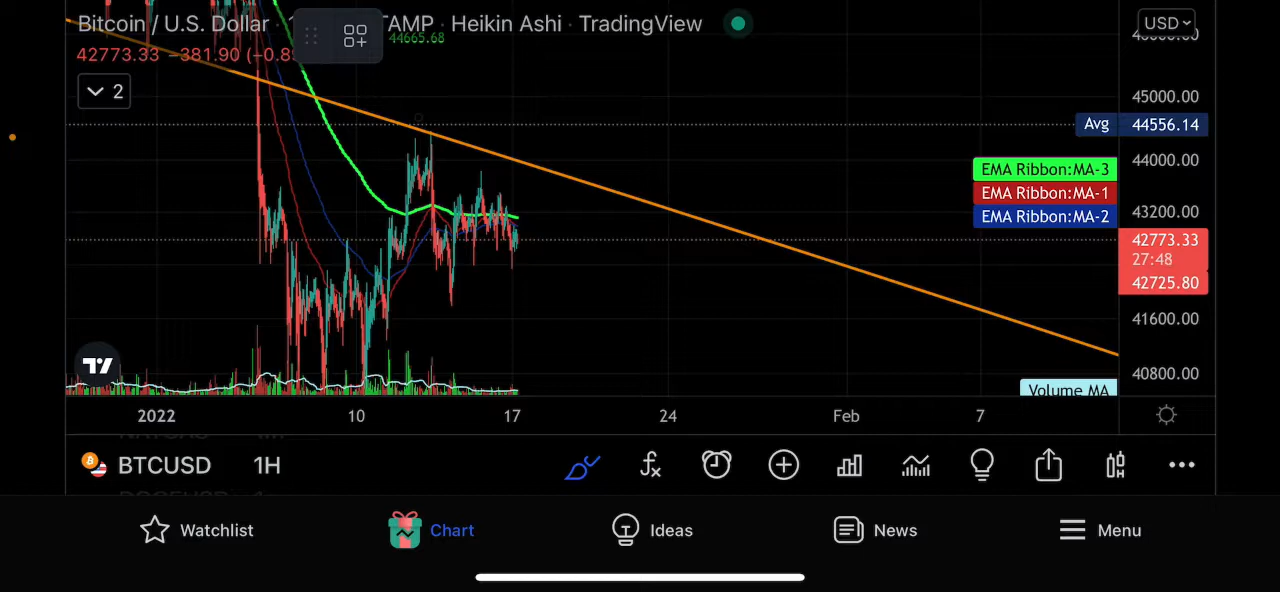 Bitcoin / U.S. Dollar · TAMP · Heikin Ashi · TradingView
USD
44665.68
42773.33 −381.90
2
45000.00
Avg 44556.14
44000.00
EMA Ribbon:MA-3
EMA Ribbon:MA-1
43200.00
EMA Ribbon:MA-2
42773.33
27:48
42725.80
41600.00
40800.00
Volume MA
2022 10 17 24 Feb 7
BTCUSD 1H
Watchlist Chart Ideas News Menu